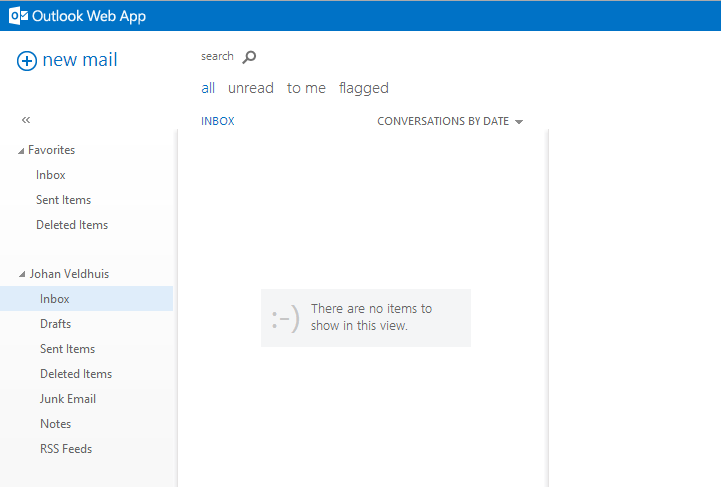 Outlook Web App
new mail
search
all unread to me flagged
«
INBOX
CONVERSATIONS BY DATE
Favorites
Inbox
Sent Items
Deleted Items
Johan Veldhuis
Inbox
Drafts
Sent Items
Deleted Items
Junk Email
Notes
RSS Feeds
:-)
There are no items to
show in this view.